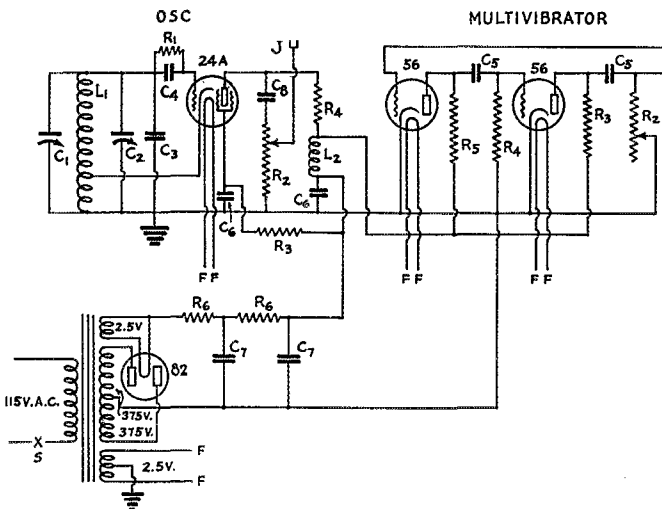 OSC
MULTIVIBRATOR
R1
24A
J
56
C5
56
C5
L1
C4
C8
R4
R3
R2
C1
C2
C3
R2
L2
R5
R4
C6
C6
R3
F F
F F
F F
R6
R6
2.5V
82
C7
C7
115V.A.C.
375V.
375V.
X
S
F
2.5V.
F